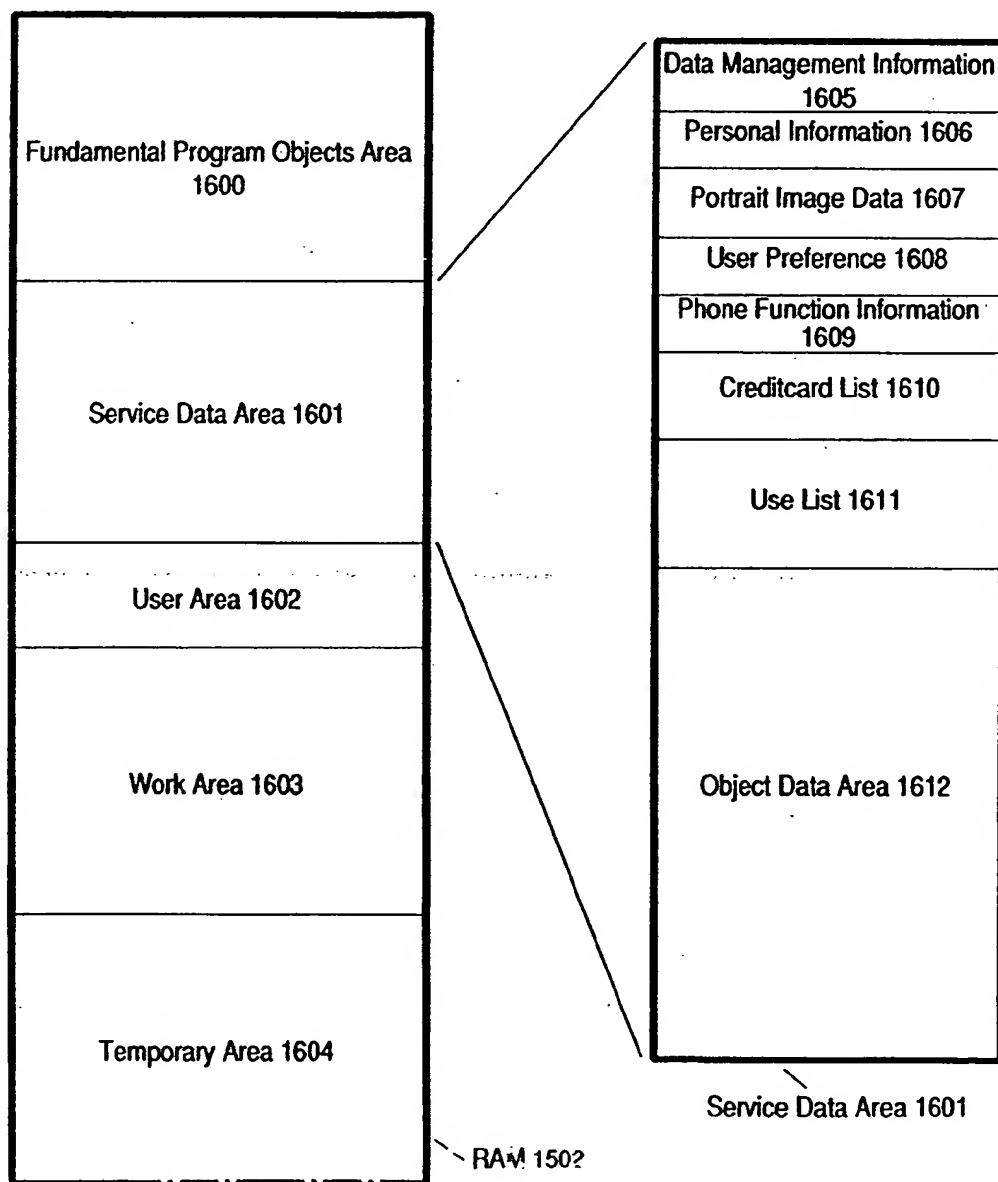 Fundamental Program Objects Area
1600
Service Data Area 1601
User Area 1602
Work Area 1603
Temporary Area 1604
RAM 1502
Data Management Information
1605
Personal Information 1606
Portrait Image Data 1607
User Preference 1608
Phone Function Information
1609
Creditcard List 1610
Use List 1611
Object Data Area 1612
Service Data Area 1601